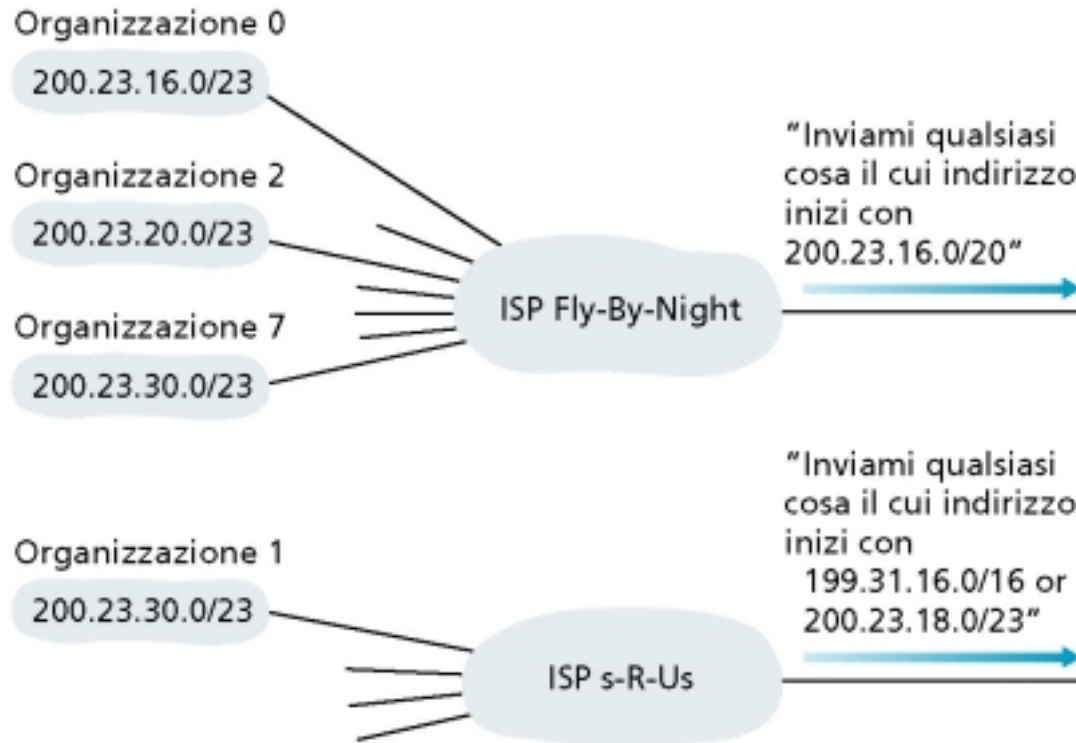 Organizzazione 0
200.23.16.0/23
Organizzazione 2
200.23.20.0/23
Organizzazione 7
200.23.30.0/23
ISP Fly-By-Night
"Inviami qualsiasi
cosa il cui indirizzo
inizi con
200.23.16.0/20"
Organizzazione 1
200.23.30.0/23
ISP s-R-Us
"Inviami qualsiasi
cosa il cui indirizzo
inizi con
199.31.16.0/16 or
200.23.18.0/23"